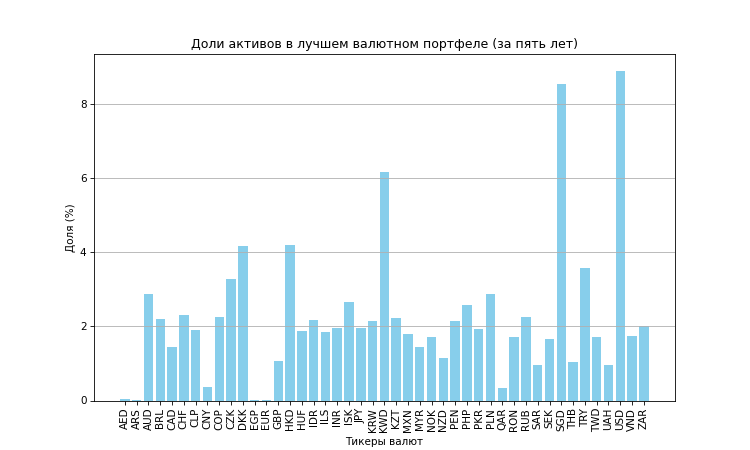 Доли активов в лучшем валютном портфеле (за пять лет)
Доля (%)
8
6
4
2
0
AED ARS AUD BRL CAD CHF CLP CNY COP CZK DKK EGP EUR GBP HKD HUF IDR ILS INR ISK JPY KRW KWD KZT MXN MYR NOK NZD PEN PHP PKR PLN QAR RON RUB SAR SEK SGD THB TRY TWD UAH USD VND ZAR
Тикеры валют